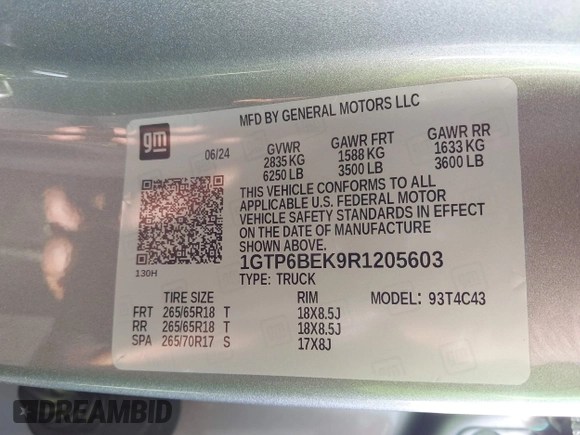 MFD BY GENERAL MOTORS LLC
gm
06/24
GVWR GAWR FRT GAWR RR
2835 KG 1588 KG 1633 KG
6250 LB 3500 LB 3600 LB
THIS VEHICLE CONFORMS TO ALL
APPLICABLE U.S. FEDERAL MOTOR
VEHICLE SAFETY STANDARDS IN EFFECT
ON THE DATE OF MANUFACTURE
SHOWN ABOVE.
130H
1GTP6BEK9R1205603
TYPE: TRUCK
TIRE SIZE RIM MODEL: 93T4C43
FRT 265/65R18 T 18X8.5J
RR 265/65R18 T 18X8.5J
SPA 265/70R17 S 17X8J
DREAMBID